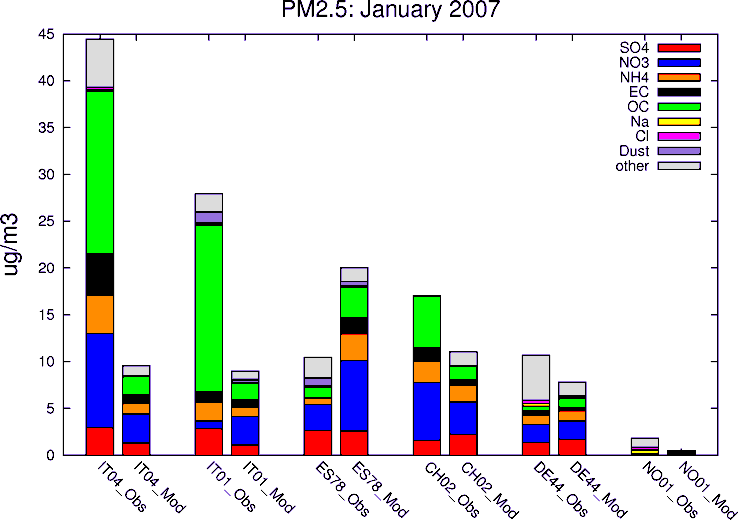 PM2.5: January 2007
ug/m3
45
40
35
30
25
20
15
10
5
0
SO4
NO3
NH4
EC
OC
Na
Cl
Dust
other
IT04_Obs
IT04_Mod
IT01_Obs
IT01_Mod
ES78_Obs
ES78_Mod
CH02_Obs
CH02_Mod
DE44_Obs
DE44_Mod
NO01_Obs
NO01_Mod